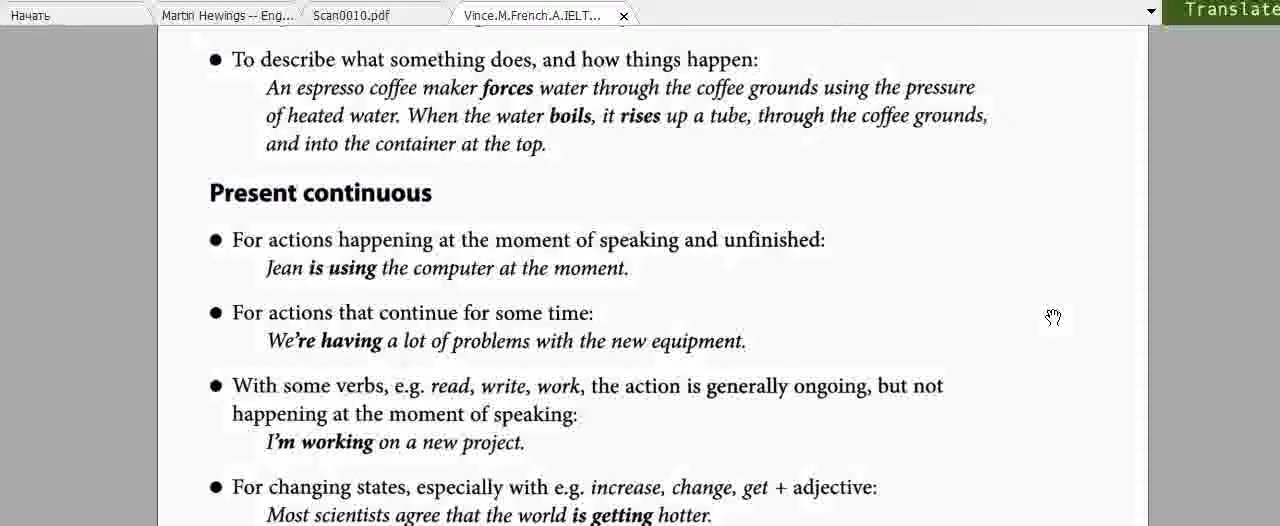 Начать
Martin Hewings -- Eng...
Scan0010.pdf
Vince.M.French.A.IELT...
Translate
● To describe what something does, and how things happen:
An espresso coffee maker forces water through the coffee grounds using the pressure
of heated water. When the water boils, it rises up a tube, through the coffee grounds,
and into the container at the top.
Present continuous
● For actions happening at the moment of speaking and unfinished:
Jean is using the computer at the moment.
● For actions that continue for some time:
We're having a lot of problems with the new equipment.
● With some verbs, e.g. read, write, work, the action is generally ongoing, but not
happening at the moment of speaking:
I'm working on a new project.
● For changing states, especially with e.g. increase, change, get + adjective:
Most scientists agree that the world is getting hotter.